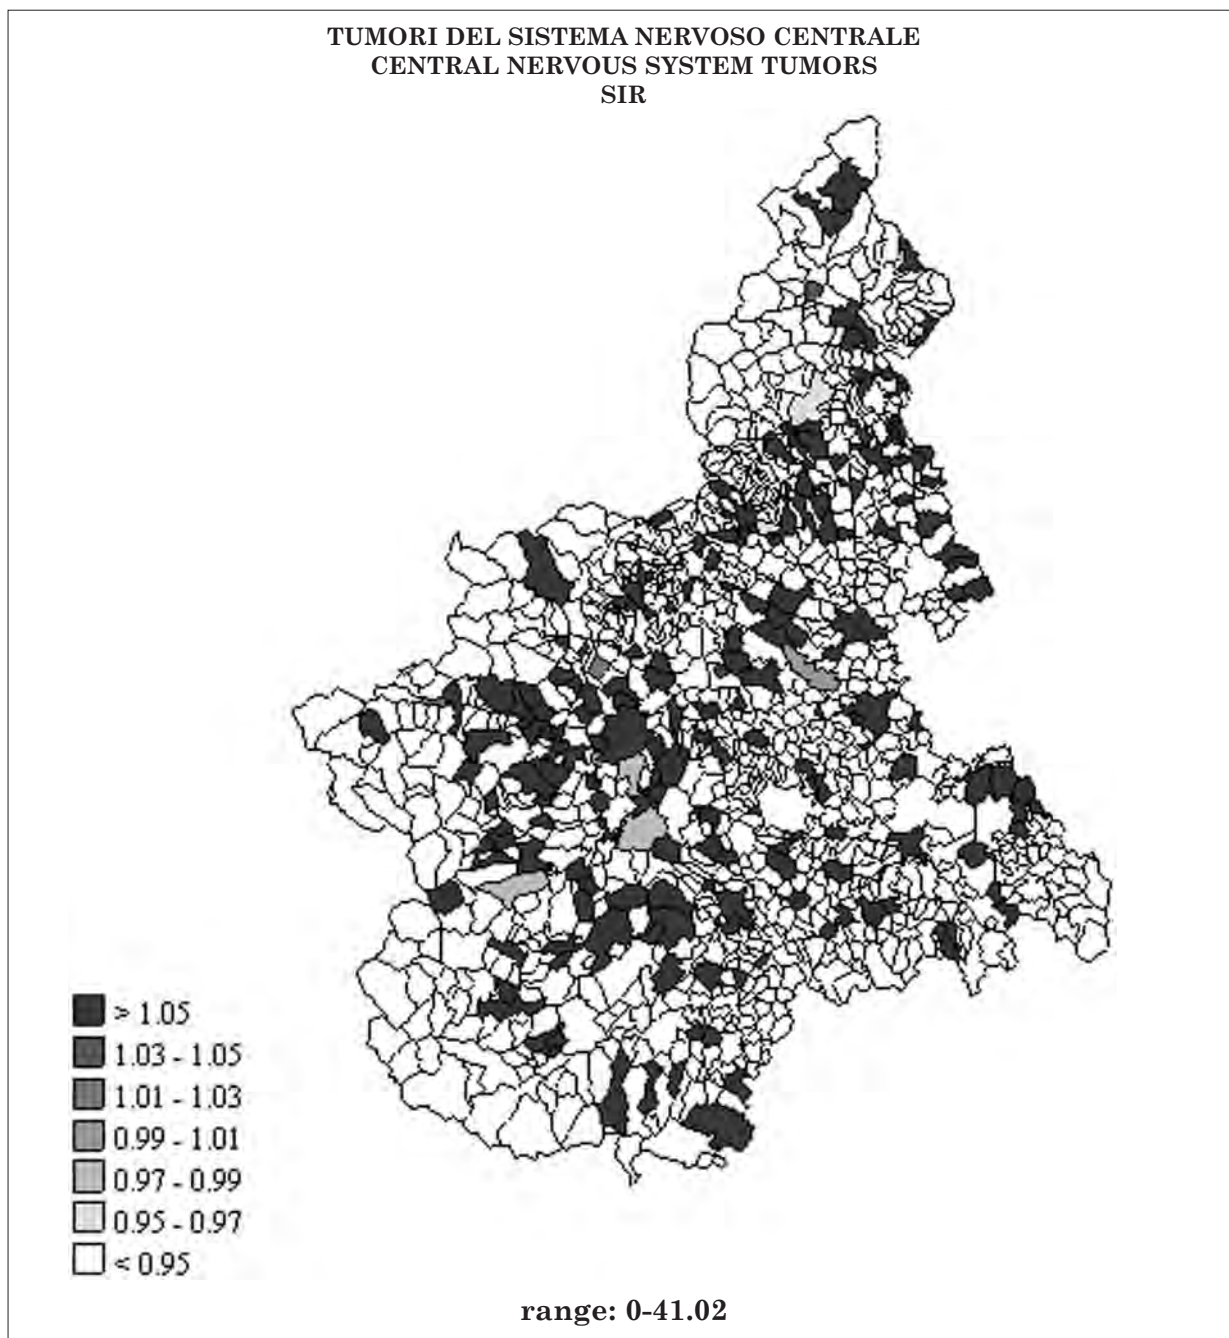 TUMORI DEL SISTEMA NERVOSO CENTRALE
CENTRAL NERVOUS SYSTEM TUMORS
SIR
> 1.05
1.03 - 1.05
1.01 - 1.03
0.99 - 1.01
0.97 - 0.99
0.95 - 0.97
< 0.95
range: 0-41.02